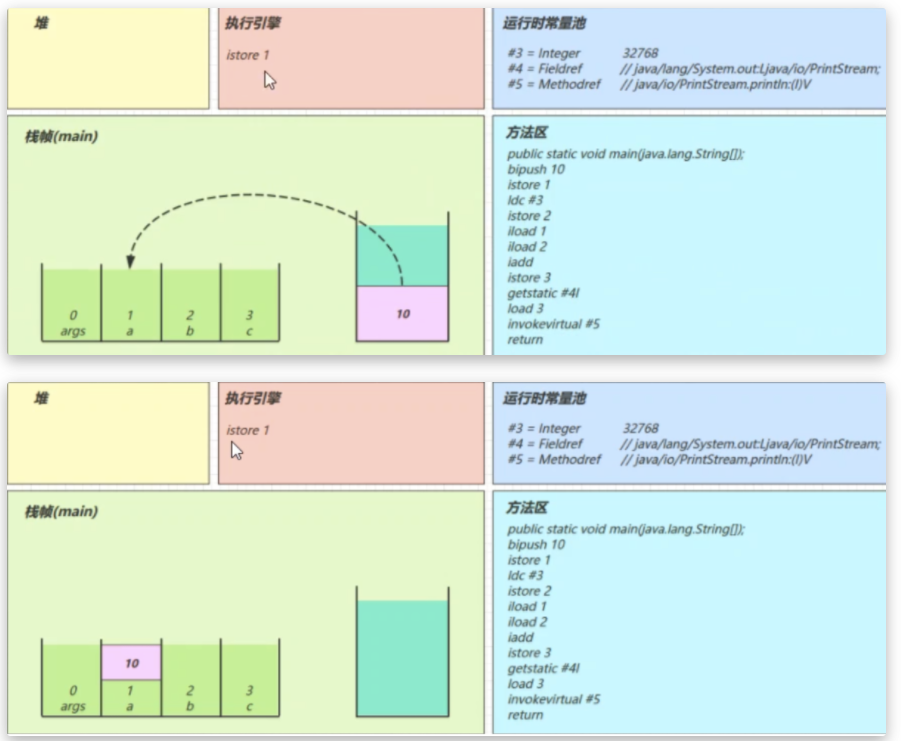 堆
执行引擎
istore 1
运行时常量池
#3 = Integer 32768
#4 = Fieldref // java/lang/System.out:Ljava/io/PrintStream;
#5 = Methodref // java/io/PrintStream.println:(I)V
栈帧(main)
10
0 1 2 3
args a b c
方法区
public static void main(java.lang.String[]);
bipush 10
istore 1
ldc #3
istore 2
iload 1
iload 2
iadd
istore 3
getstatic #4l
load 3
invokevirtual #5
return
堆
执行引擎
istore 1
运行时常量池
#3 = Integer 32768
#4 = Fieldref // java/lang/System.out:Ljava/io/PrintStream;
#5 = Methodref // java/io/PrintStream.println:(I)V
栈帧(main)
10
0 1 2 3
args a b c
方法区
public static void main(java.lang.String[]);
bipush 10
istore 1
ldc #3
istore 2
iload 1
iload 2
iadd
istore 3
getstatic #4l
load 3
invokevirtual #5
return